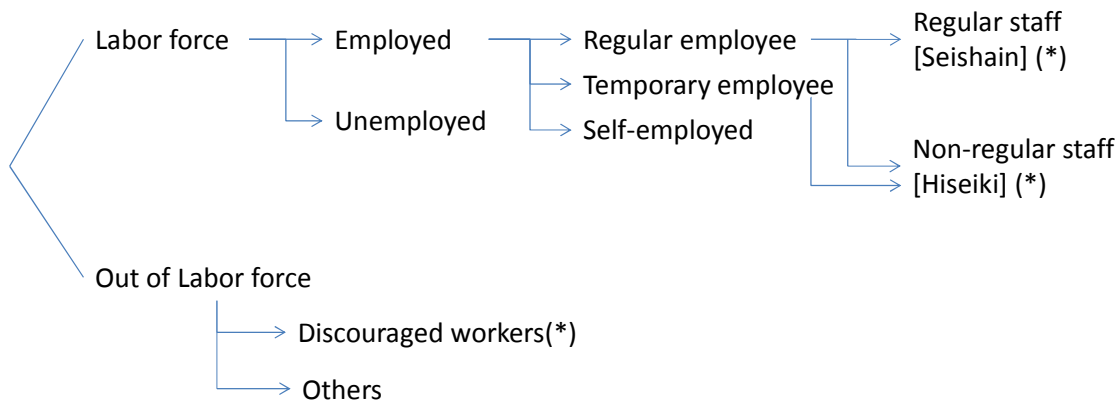 Labor force
Employed
Regular employee
Regular staff
[Seishain] (*)
Temporary employee
Unemployed
Self-employed
Non-regular staff
[Hiseiki] (*)
Out of Labor force
Discouraged workers(*)
Others